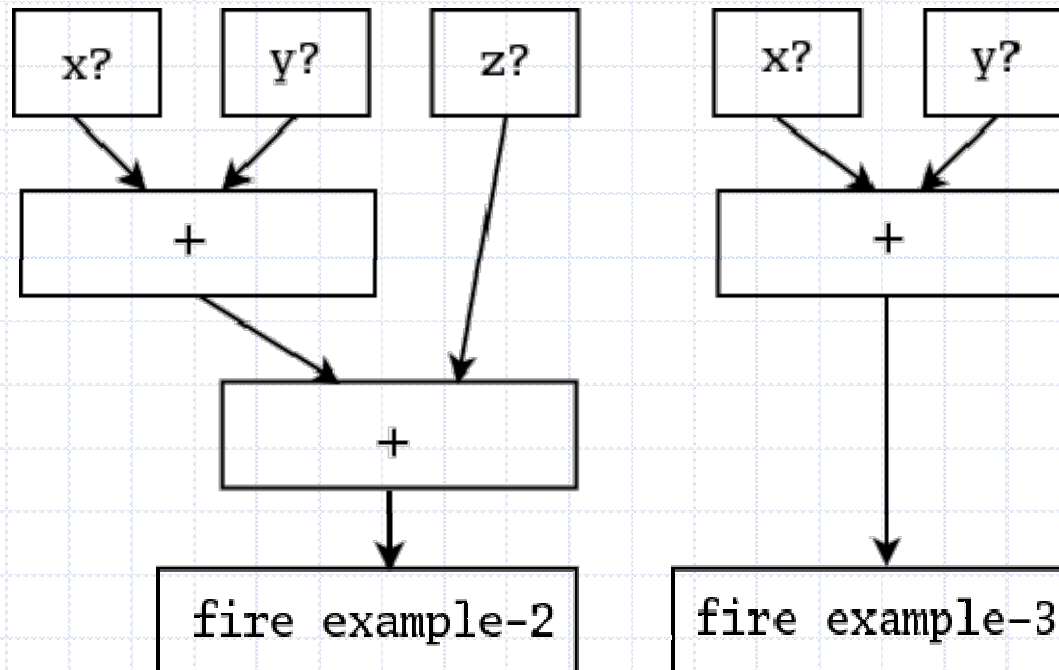 x? y? z? x? y?
+ +
+
fire example-2 fire example-3